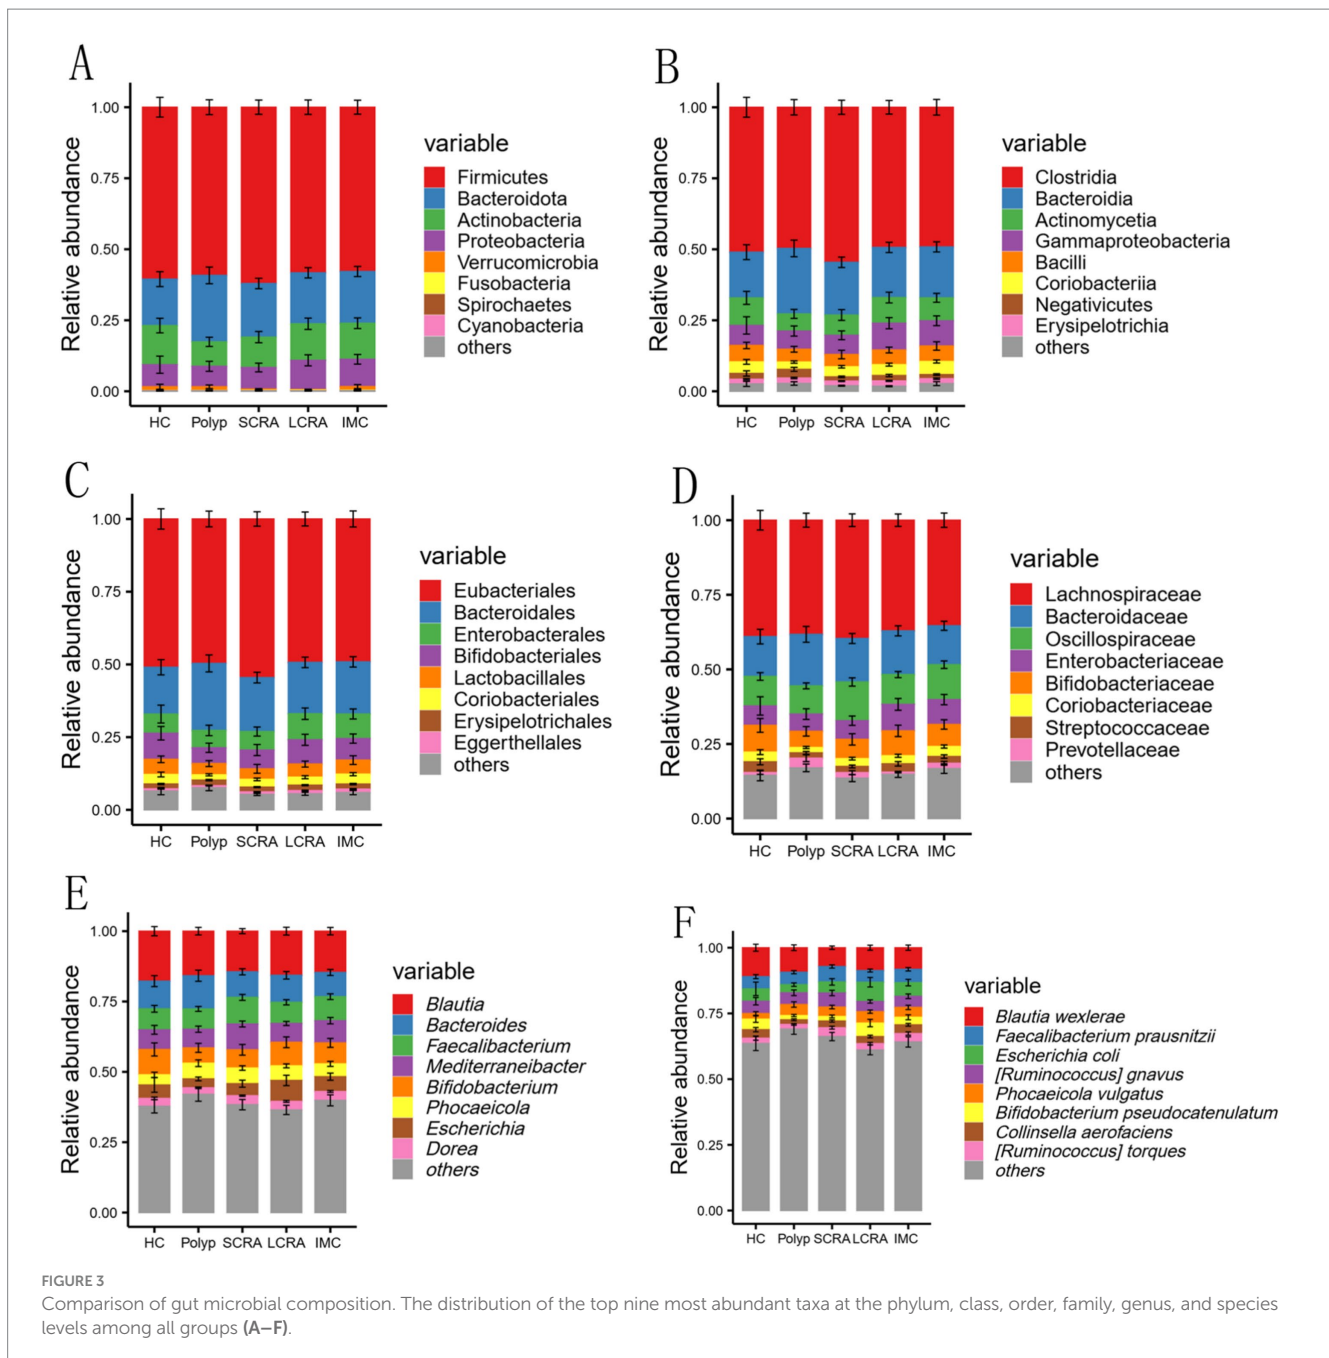 A
Relative abundance
1.00
0.75
0.50
0.25
0.00
HC Polyp SCRA LCRA IMC
variable
Firmicutes
Bacteroidota
Actinobacteria
Proteobacteria
Verrucomicrobia
Fusobacteria
Spirochaetes
Cyanobacteria
others
B
Relative abundance
1.00
0.75
0.50
0.25
0.00
HC Polyp SCRA LCRA IMC
variable
Clostridia
Bacteroidia
Actinomycetia
Gammaproteobacteria
Bacilli
Coriobacteriia
Negativicutes
Erysipelotrichia
others
C
Relative abundance
1.00
0.75
0.50
0.25
0.00
HC Polyp SCRA LCRA IMC
variable
Eubacteriales
Bacteroidales
Enterobacterales
Bifidobacteriales
Lactobacillales
Coriobacteriales
Erysipelotrichales
Eggerthellales
others
D
Relative abundance
1.00
0.75
0.50
0.25
0.00
HC Polyp SCRA LCRA IMC
variable
Lachnospiraceae
Bacteroidaceae
Oscillospiraceae
Enterobacteriaceae
Bifidobacteriaceae
Coriobacteriaceae
Streptococcaceae
Prevotellaceae
others
E
Relative abundance
1.00
0.75
0.50
0.25
0.00
HC Polyp SCRA LCRA IMC
variable
Blautia
Bacteroides
Faecalibacterium
Mediterraneibacter
Bifidobacterium
Phocaeicola
Escherichia
Dorea
others
F
Relative abundance
1.00
0.75
0.50
0.25
0.00
HC Polyp SCRA LCRA IMC
variable
Blautia wexlerae
Faecalibacterium prausnitzii
Escherichia coli
[Ruminococcus] gnavus
Phocaeicola vulgatus
Bifidobacterium pseudocatenulatum
Collinsella aerofaciens
[Ruminococcus] torques
others
FIGURE 3
Comparison of gut microbial composition. The distribution of the top nine most abundant taxa at the phylum, class, order, family, genus, and species
levels among all groups (A–F).